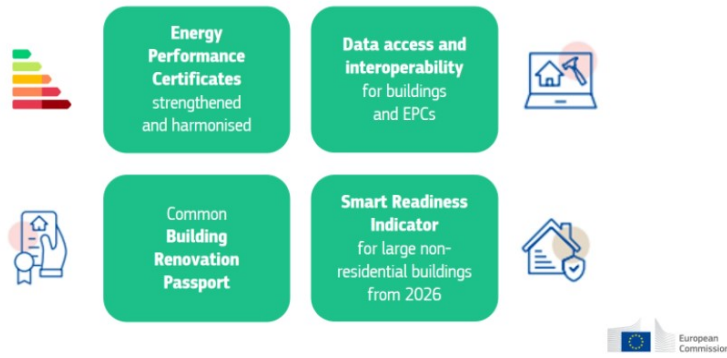 Energy
Performance
Certificates
strengthened
and harmonised
Data access and
interoperability
for buildings
and EPCs
Common
Building
Renovation
Passport
Smart Readiness
Indicator
for large non-
residential buildings
from 2026
European
Commission